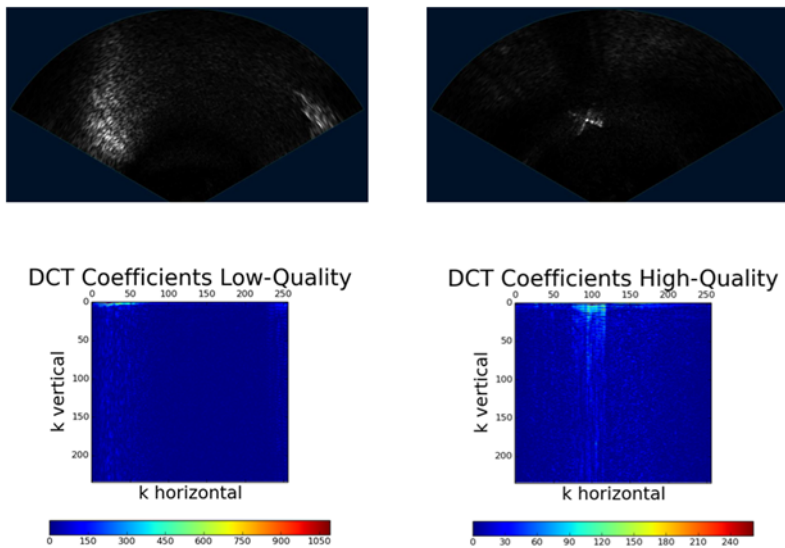 DCT Coefficients Low-Quality
0 50 100 150 200 250
0
50
100
150
200
k vertical
k horizontal
0 150 300 450 600 750 900 1050
DCT Coefficients High-Quality
0 50 100 150 200 250
0
50
100
150
200
k vertical
k horizontal
0 30 60 90 120 150 180 210 240